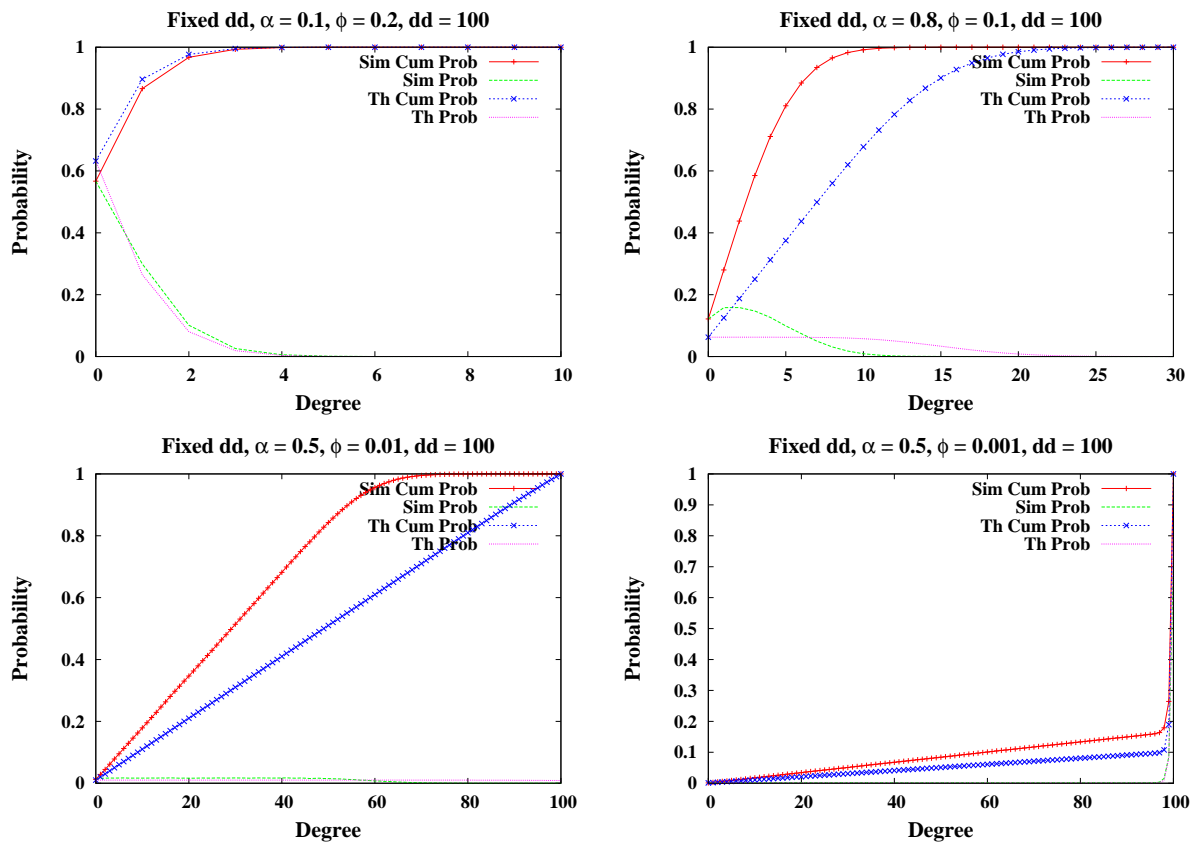 Fixed dd, α = 0.1, ϕ = 0.2, dd = 100
1
0.8
0.6
0.4
0.2
0
Probability
Sim Cum Prob
Sim Prob
Th Cum Prob
Th Prob
0 2 4 6 8 10
Degree
Fixed dd, α = 0.8, ϕ = 0.1, dd = 100
1
0.8
0.6
0.4
0.2
0
Probability
Sim Cum Prob
Sim Prob
Th Cum Prob
Th Prob
0 5 10 15 20 25 30
Degree
Fixed dd, α = 0.5, ϕ = 0.01, dd = 100
1
0.8
0.6
0.4
0.2
0
Probability
Sim Cum Prob
Sim Prob
Th Cum Prob
Th Prob
0 20 40 60 80 100
Degree
Fixed dd, α = 0.5, ϕ = 0.001, dd = 100
1
0.9
0.8
0.7
0.6
0.5
0.4
0.3
0.2
0.1
0
Probability
Sim Cum Prob
Sim Prob
Th Cum Prob
Th Prob
0 20 40 60 80 100
Degree